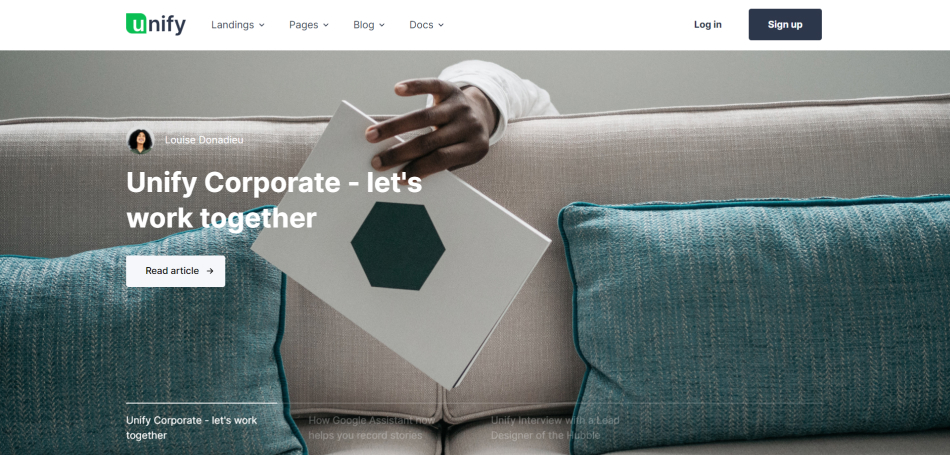 unify
Landings
Pages
Blog
Docs
Log in
Sign up
Louise Donadieu
Unify Corporate - let's
work together
Read article →
Unify Corporate - let's work
together
How Google Assistant now
helps you record stories
Unify Interview with a Lead
Designer of the Hubble